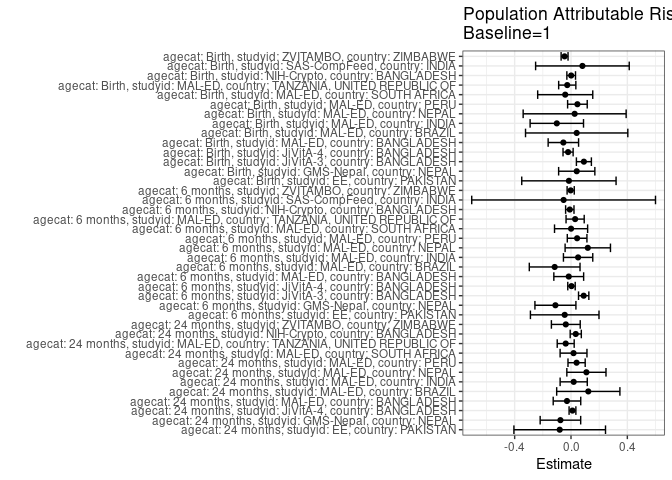 Population Attributable Ris
Baseline=1
agecat: Birth, studyid: ZVITAMBO, country: ZIMBABWE
agecat: Birth, studyid: SAS-CompFeed, country: INDIA
agecat: Birth, studyid: NIH-Crypto, country: BANGLADESH
agecat: Birth, studyid: MAL-ED, country: TANZANIA, UNITED REPUBLIC OF
agecat: Birth, studyid: MAL-ED, country: SOUTH AFRICA
agecat: Birth, studyid: MAL-ED, country: PERU
agecat: Birth, studyid: MAL-ED, country: NEPAL
agecat: Birth, studyid: MAL-ED, country: INDIA
agecat: Birth, studyid: MAL-ED, country: BRAZIL
agecat: Birth, studyid: MAL-ED, country: BANGLADESH
agecat: Birth, studyid: JiVitA-4, country: BANGLADESH
agecat: Birth, studyid: JiVitA-3, country: BANGLADESH
agecat: Birth, studyid: GMS-Nepal, country: NEPAL
agecat: Birth, studyid: EE, country: PAKISTAN
agecat: 6 months, studyid: ZVITAMBO, country: ZIMBABWE
agecat: 6 months, studyid: SAS-CompFeed, country: INDIA
agecat: 6 months, studyid: NIH-Crypto, country: BANGLADESH
agecat: 6 months, studyid: MAL-ED, country: TANZANIA, UNITED REPUBLIC OF
agecat: 6 months, studyid: MAL-ED, country: SOUTH AFRICA
agecat: 6 months, studyid: MAL-ED, country: PERU
agecat: 6 months, studyid: MAL-ED, country: NEPAL
agecat: 6 months, studyid: MAL-ED, country: INDIA
agecat: 6 months, studyid: MAL-ED, country: BRAZIL
agecat: 6 months, studyid: MAL-ED, country: BANGLADESH
agecat: 6 months, studyid: JiVitA-4, country: BANGLADESH
agecat: 6 months, studyid: JiVitA-3, country: BANGLADESH
agecat: 6 months, studyid: GMS-Nepal, country: NEPAL
agecat: 6 months, studyid: EE, country: PAKISTAN
agecat: 24 months, studyid: ZVITAMBO, country: ZIMBABWE
agecat: 24 months, studyid: NIH-Crypto, country: BANGLADESH
agecat: 24 months, studyid: MAL-ED, country: TANZANIA, UNITED REPUBLIC OF
agecat: 24 months, studyid: MAL-ED, country: SOUTH AFRICA
agecat: 24 months, studyid: MAL-ED, country: PERU
agecat: 24 months, studyid: MAL-ED, country: NEPAL
agecat: 24 months, studyid: MAL-ED, country: INDIA
agecat: 24 months, studyid: MAL-ED, country: BRAZIL
agecat: 24 months, studyid: MAL-ED, country: BANGLADESH
agecat: 24 months, studyid: JiVitA-4, country: BANGLADESH
agecat: 24 months, studyid: GMS-Nepal, country: NEPAL
agecat: 24 months, studyid: EE, country: PAKISTAN
-0.4 0.0 0.4
Estimate